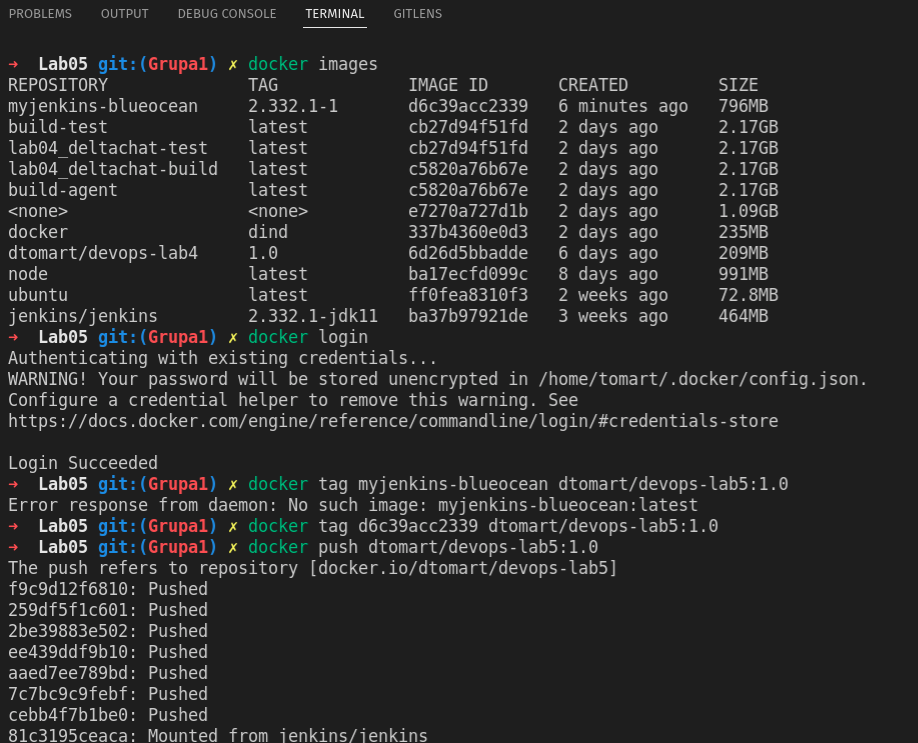 PROBLEMS OUTPUT DEBUG CONSOLE TERMINAL GITLENS
➜  Lab05 git:(Grupa1) ✗ docker images
REPOSITORY              TAG             IMAGE ID       CREATED         SIZE
myjenkins-blueocean     2.332.1-1       d6c39acc2339   6 minutes ago   796MB
build-test              latest          cb27d94f51fd   2 days ago      2.17GB
lab04_deltachat-test    latest          cb27d94f51fd   2 days ago      2.17GB
lab04_deltachat-build   latest          c5820a76b67e   2 days ago      2.17GB
build-agent             latest          c5820a76b67e   2 days ago      2.17GB
<none>                  <none>          e7270a727d1b   2 days ago      1.09GB
docker                  dind            337b4360e0d3   2 days ago      235MB
dtomart/devops-lab4     1.0             6d26d5bbadde   6 days ago      209MB
node                    latest          ba17ecfd099c   8 days ago      991MB
ubuntu                  latest          ff0fea8310f3   2 weeks ago     72.8MB
jenkins/jenkins         2.332.1-jdk11   ba37b97921de   3 weeks ago     464MB
➜  Lab05 git:(Grupa1) ✗ docker login
Authenticating with existing credentials...
WARNING! Your password will be stored unencrypted in /home/tomart/.docker/config.json.
Configure a credential helper to remove this warning. See
https://docs.docker.com/engine/reference/commandline/login/#credentials-store
Login Succeeded
➜  Lab05 git:(Grupa1) ✗ docker tag myjenkins-blueocean dtomart/devops-lab5:1.0
Error response from daemon: No such image: myjenkins-blueocean:latest
➜  Lab05 git:(Grupa1) ✗ docker tag d6c39acc2339 dtomart/devops-lab5:1.0
➜  Lab05 git:(Grupa1) ✗ docker push dtomart/devops-lab5:1.0
The push refers to repository [docker.io/dtomart/devops-lab5]
f9c9d12f6810: Pushed
259df5f1c601: Pushed
2be39883e502: Pushed
ee439ddf9b10: Pushed
aaed7ee789bd: Pushed
7c7bc9c9febf: Pushed
cebb4f7b1be0: Pushed
81c3195ceaca: Mounted from jenkins/jenkins